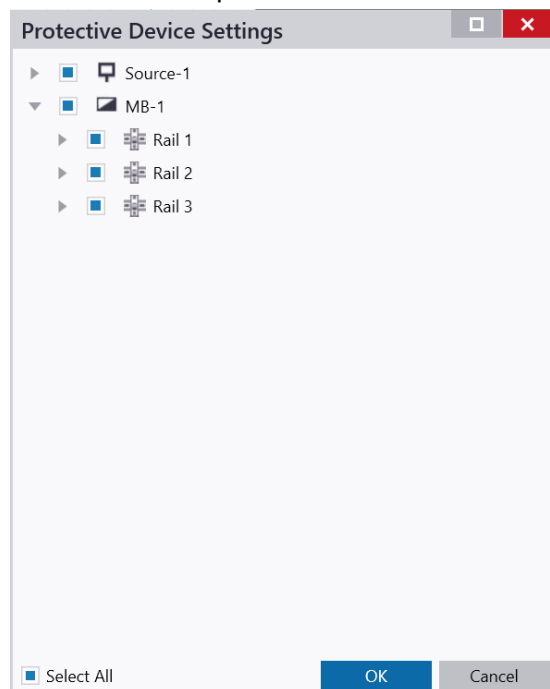 Protective Device Settings
Source-1
MB-1
Rail 1
Rail 2
Rail 3
Select All
OK
Cancel